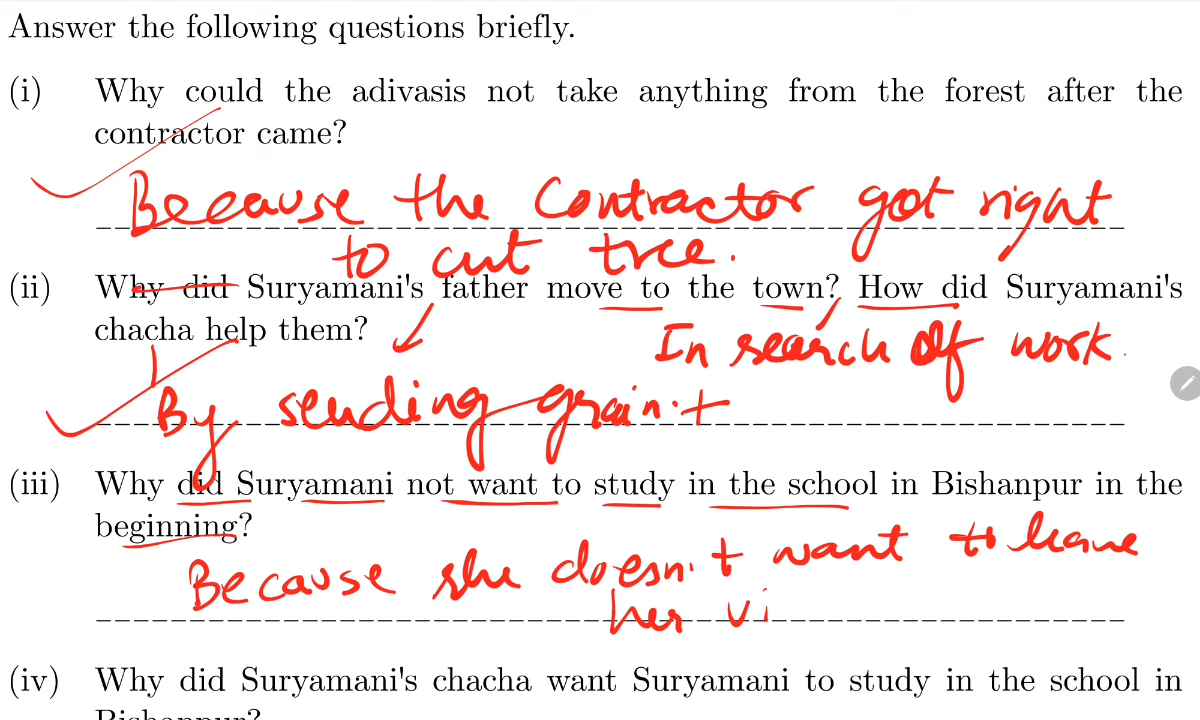 Answer the following questions briefly.
(i) Why could the adivasis not take anything from the forest after the
contractor came?
Because the Contractor got right
to cut tree.
(ii) Why did Suryamani's father move to the town? How did Suryamani's
chacha help them?
In search of work.
By sending grain.t
(iii) Why did Suryamani not want to study in the school in Bishanpur in the
beginning?
Because she doesn't want to leave
her vi
(iv) Why did Suryamani's chacha want Suryamani to study in the school in
Bishanpur?